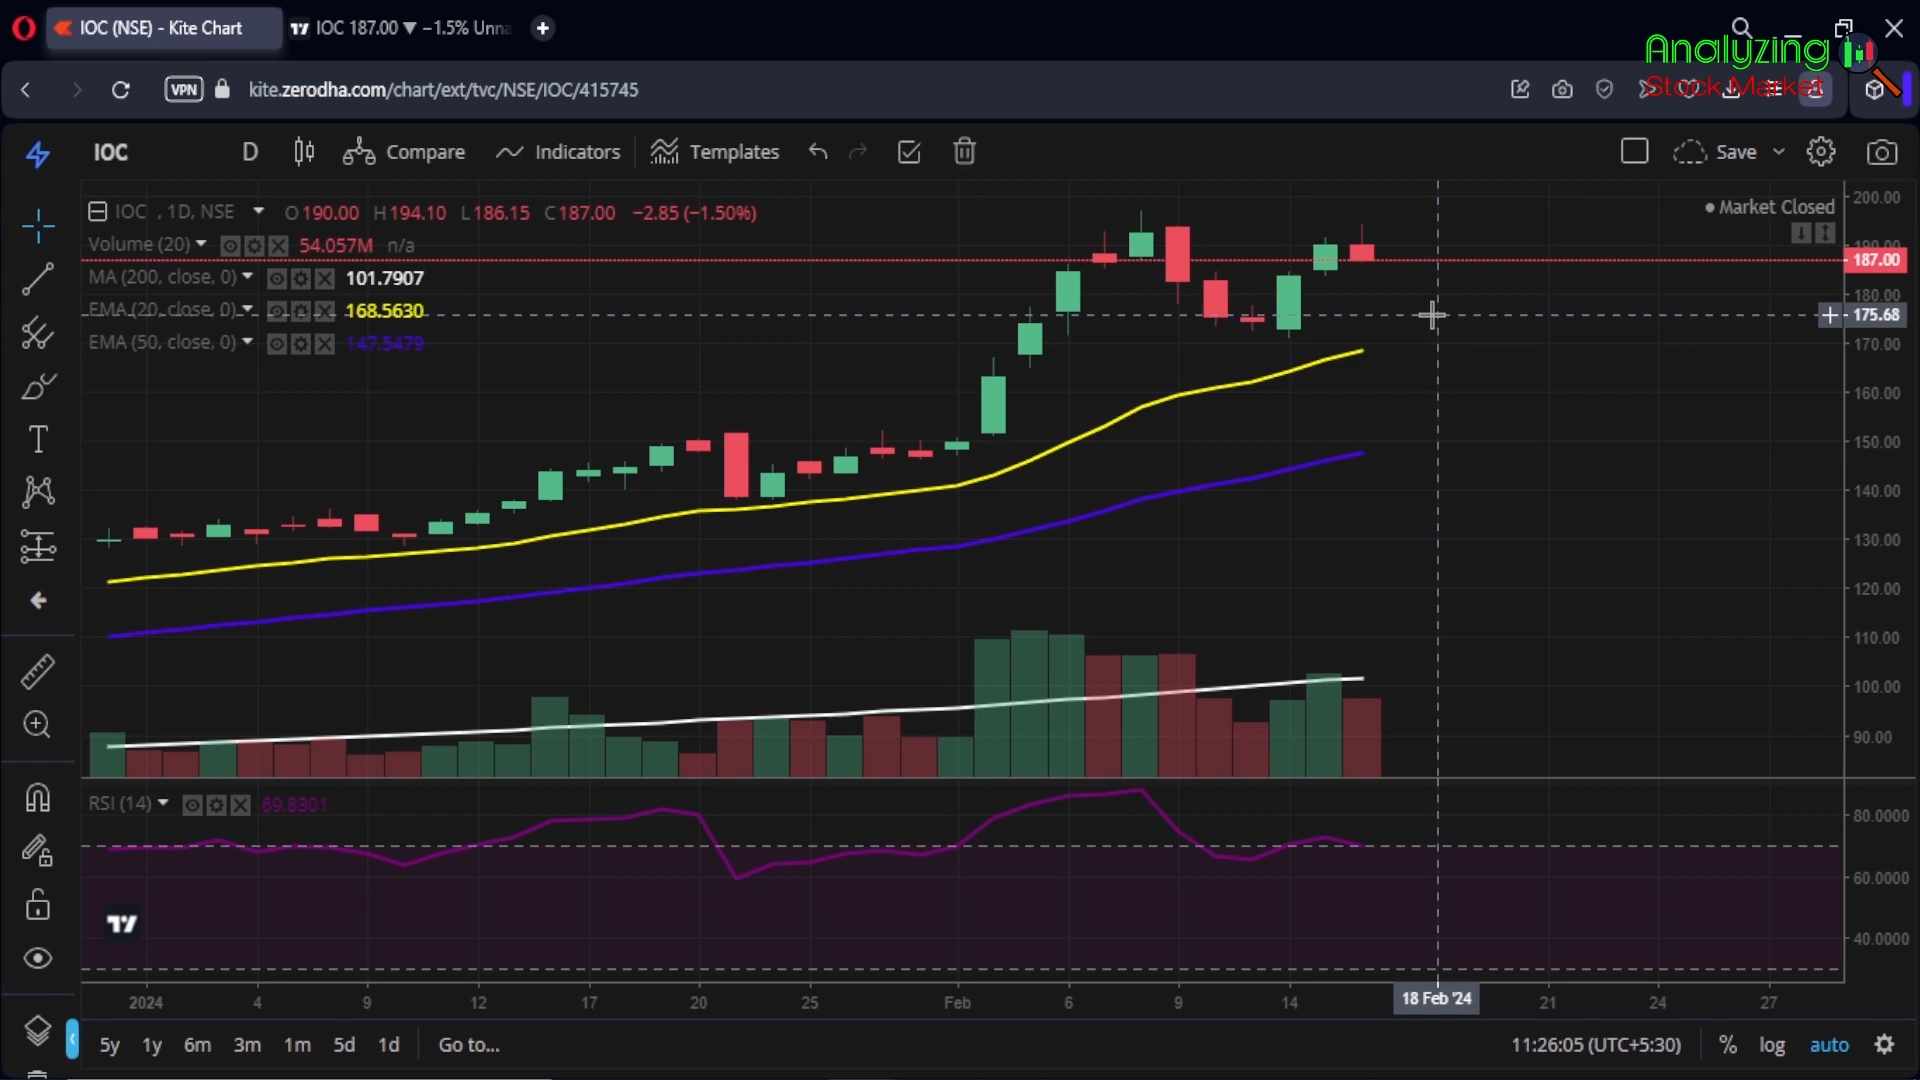 IOC (NSE) - Kite Chart
IOC 187.00 ▼ −1.5% Unna
Analyzing
Stock Market
VPN
kite.zerodha.com/chart/ext/tvc/NSE/IOC/415745
IOC D Compare Indicators Templates Save
IOC , 1D, NSE O190.00 H194.10 L186.15 C187.00 −2.85 (−1.50%)
Market Closed
Volume (20) 54.057M n/a
MA (200, close, 0) 101.7907
EMA (20, close, 0) 168.5630
EMA (50, close, 0) 147.5479
200.00
190.00
187.00
180.00
175.68
170.00
160.00
150.00
140.00
130.00
120.00
110.00
100.00
90.00
RSI (14) 69.8301
80.0000
60.0000
40.0000
2024 4 9 12 17 20 25 Feb 6 9 14 18 Feb '24 21 24 27
5y 1y 6m 3m 1m 5d 1d Go to... 11:26:05 (UTC+5:30) % log auto